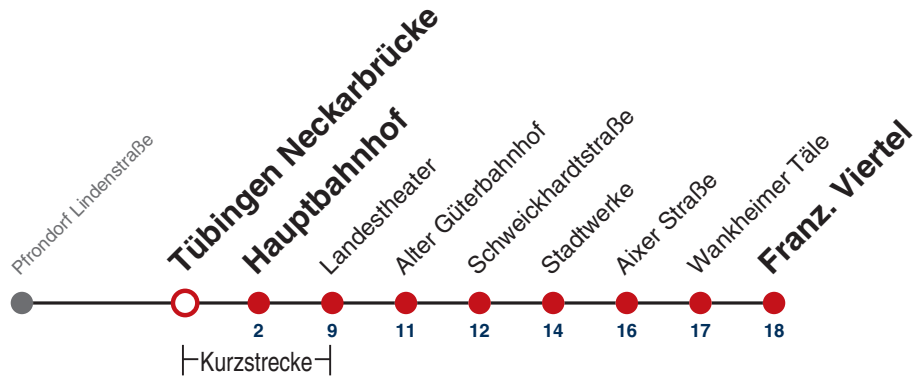 Pfrondorf Lindenstraße
Tübingen Neckarbrücke
Hauptbahnhof
Landestheater
Alter Güterbahnhof
Schweickhardtstraße
Stadtwerke
Aixer Straße
Wankheimer Täle
Franz. Viertel
2 9 11 12 14 16 17 18
Kurzstrecke